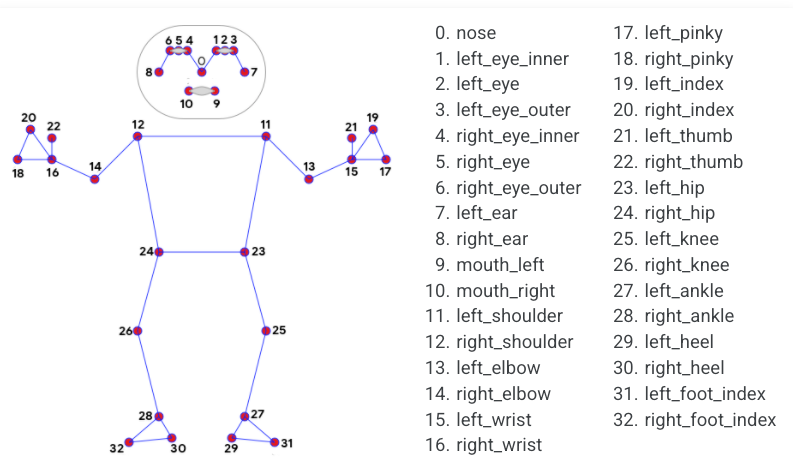 6 5 4 1 2 3
0
8 7
10 9
20 22 12 11 21 19
18 16 14 13 15 17
24 23
26 25
28 27
32 30 29 31
0. nose
1. left_eye_inner
2. left_eye
3. left_eye_outer
4. right_eye_inner
5. right_eye
6. right_eye_outer
7. left_ear
8. right_ear
9. mouth_left
10. mouth_right
11. left_shoulder
12. right_shoulder
13. left_elbow
14. right_elbow
15. left_wrist
16. right_wrist
17. left_pinky
18. right_pinky
19. left_index
20. right_index
21. left_thumb
22. right_thumb
23. left_hip
24. right_hip
25. left_knee
26. right_knee
27. left_ankle
28. right_ankle
29. left_heel
30. right_heel
31. left_foot_index
32. right_foot_index